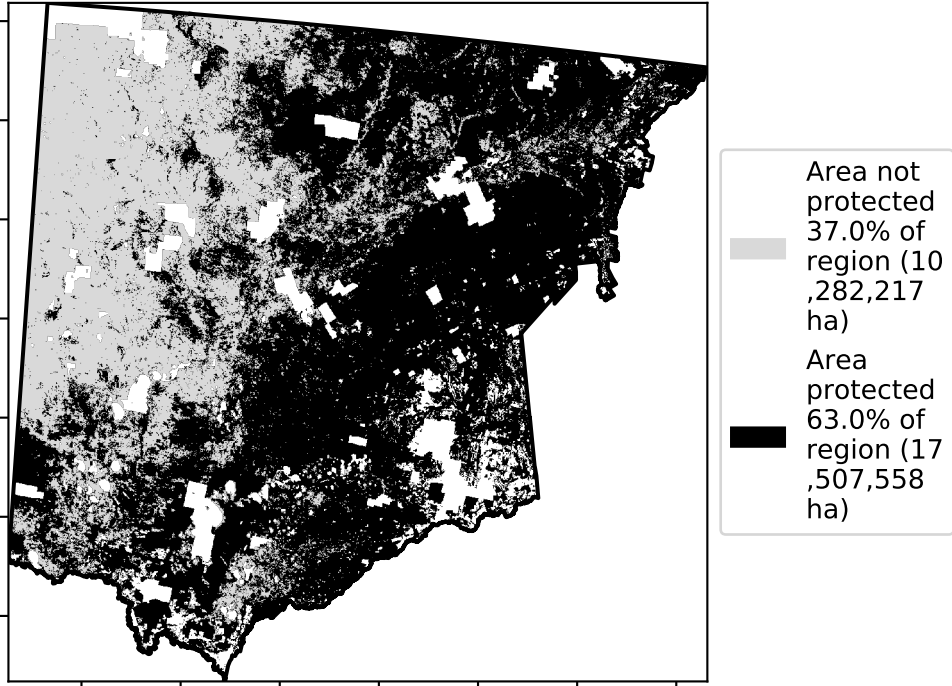 Area not
protected
37.0% of
region (10
,282,217
ha)
Area
protected
63.0% of
region (17
,507,558
ha)